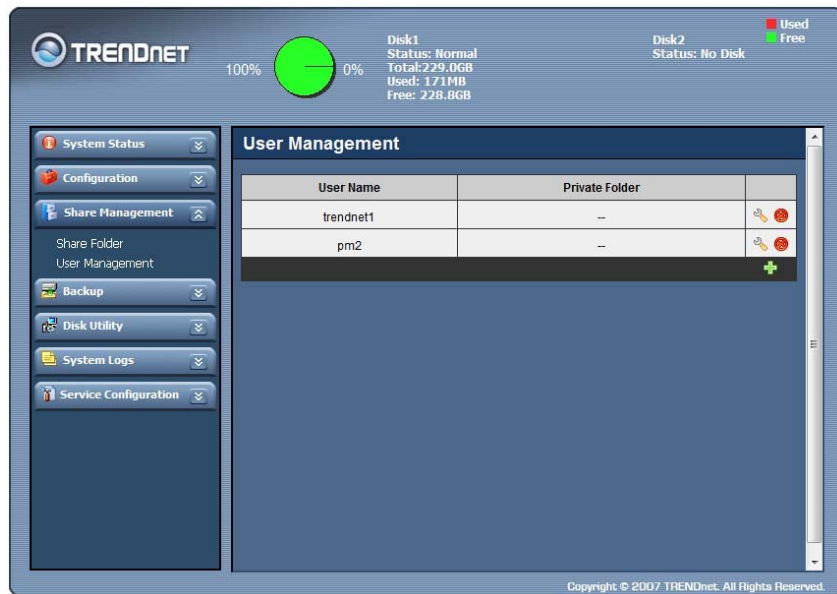 TRENDNET
100%
0%
Disk1
Status: Normal
Total:229.0GB
Used: 171MB
Free: 228.8GB
Disk2
Status: No Disk
Used
Free
System Status
Configuration
Share Management
Share Folder
User Management
Backup
Disk Utility
System Logs
Service Configuration
User Management
User Name Private Folder
trendnet1 --
pm2 --
Copyright © 2007 TRENDnet. All Rights Reserved.